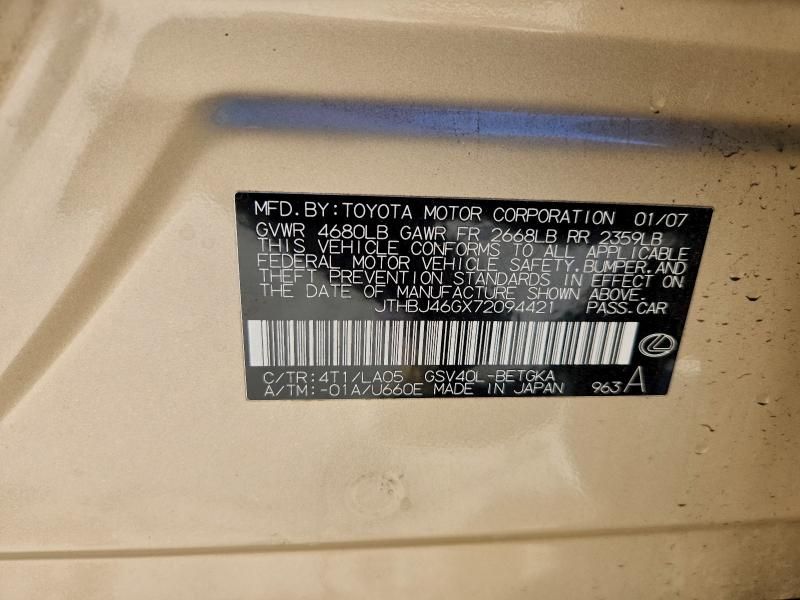 MFD.BY:TOYOTA MOTOR CORPORATION 01/07
GVWR 4680LB GAWR FR 2668LB RR 2359LB
THIS VEHICLE CONFORMS TO ALL APPLICABLE
FEDERAL MOTOR VEHICLE SAFETY,BUMPER,AND
THEFT PREVENTION STANDARDS IN EFFECT ON
THE DATE OF MANUFACTURE SHOWN ABOVE.
JTHBJ46GX72094421 PASS.CAR
C/TR:4T1/LA05 GSV40L-BETGKA
A/TM:-01A/U660E MADE IN JAPAN 963 A